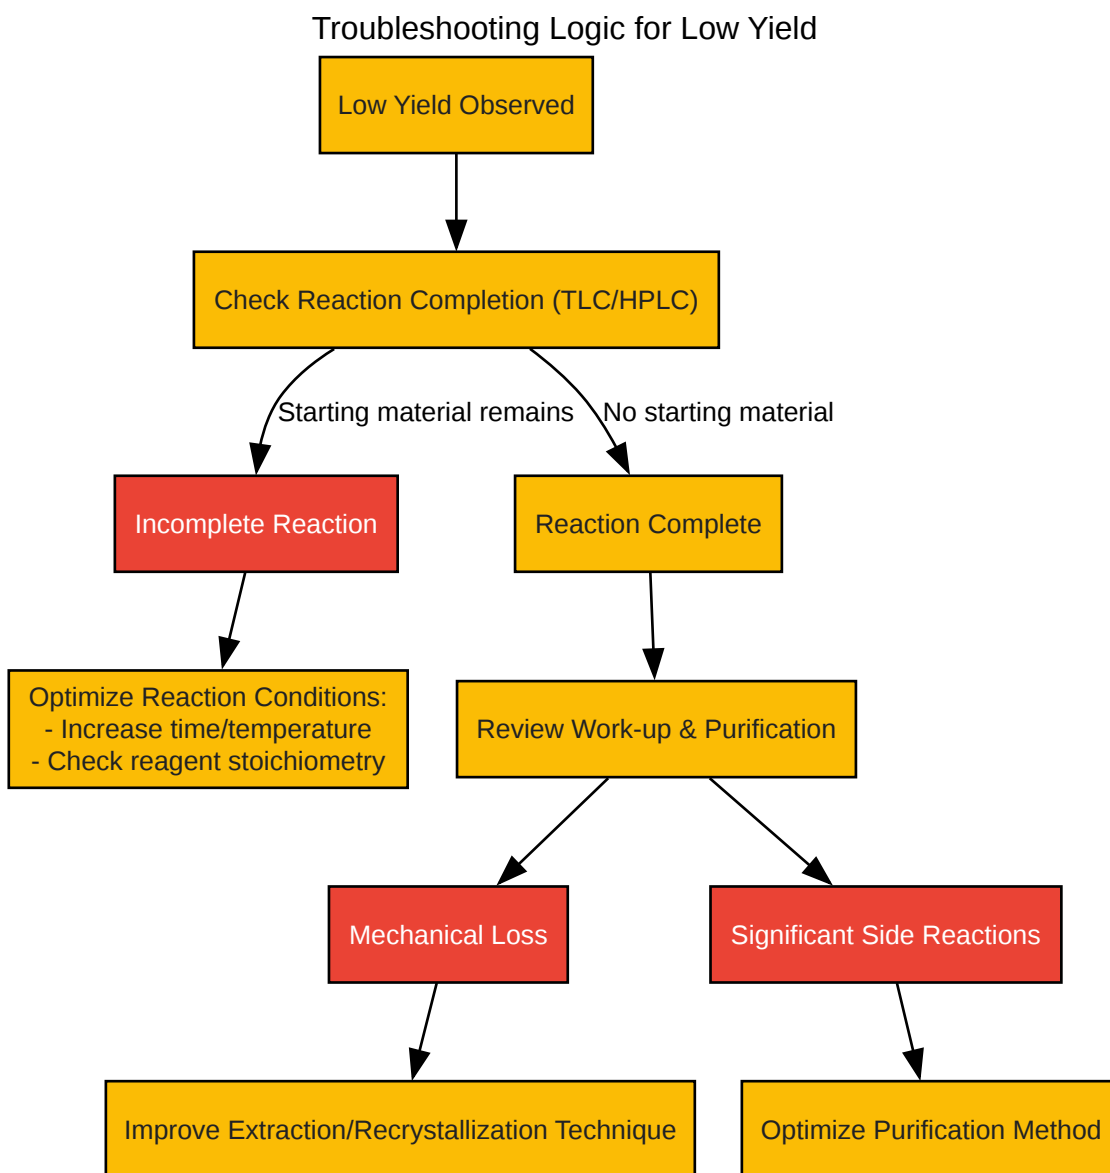 Troubleshooting Logic for Low Yield
Low Yield Observed
Check Reaction Completion (TLC/HPLC)
Starting material remains
No starting material
Incomplete Reaction
Reaction Complete
Optimize Reaction Conditions:
- Increase time/temperature
- Check reagent stoichiometry
Review Work-up & Purification
Mechanical Loss
Significant Side Reactions
Improve Extraction/Recrystallization Technique
Optimize Purification Method